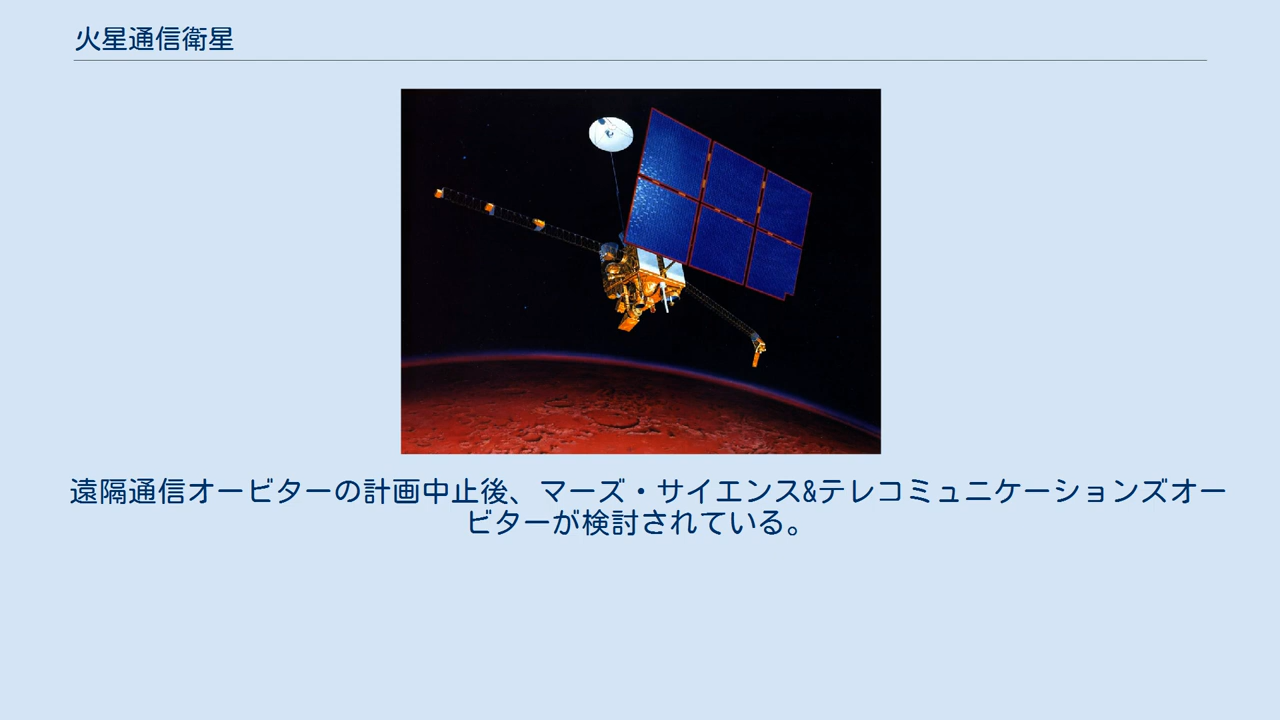 火星通信衛星
遠隔通信オービターの計画中止後、マーズ・サイエンス&テレコミュニケーションズオー
ビターが検討されている。